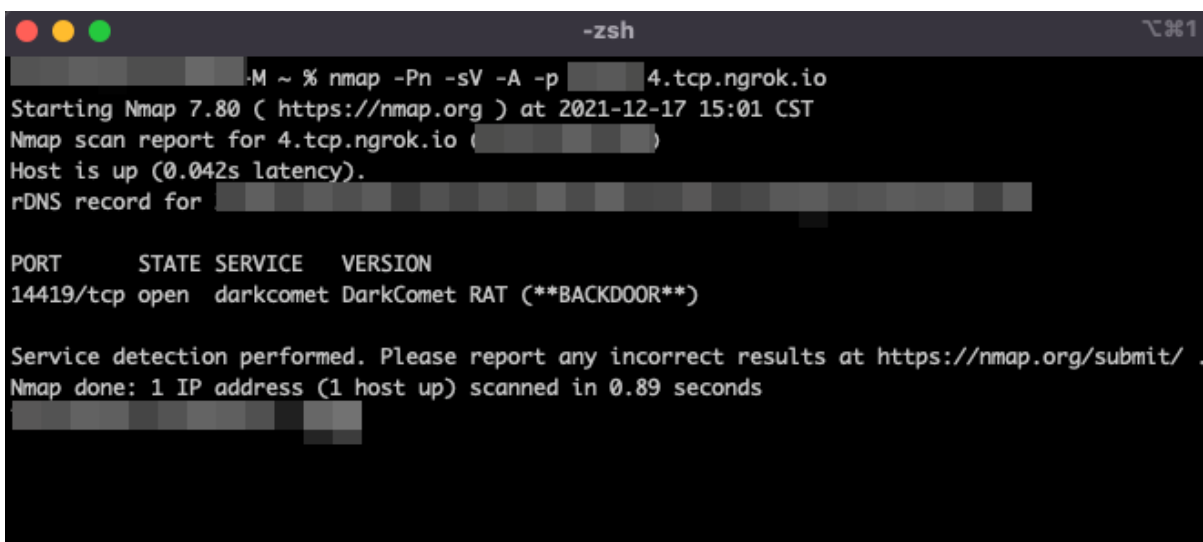 -zsh ⌥⌘1
M ~ % nmap -Pn -sV -A -p 4.tcp.ngrok.io
Starting Nmap 7.80 ( https://nmap.org ) at 2021-12-17 15:01 CST
Nmap scan report for 4.tcp.ngrok.io ( )
Host is up (0.042s latency).
rDNS record for
PORT STATE SERVICE VERSION
14419/tcp open darkcomet DarkComet RAT (**BACKDOOR**)
Service detection performed. Please report any incorrect results at https://nmap.org/submit/ .
Nmap done: 1 IP address (1 host up) scanned in 0.89 seconds